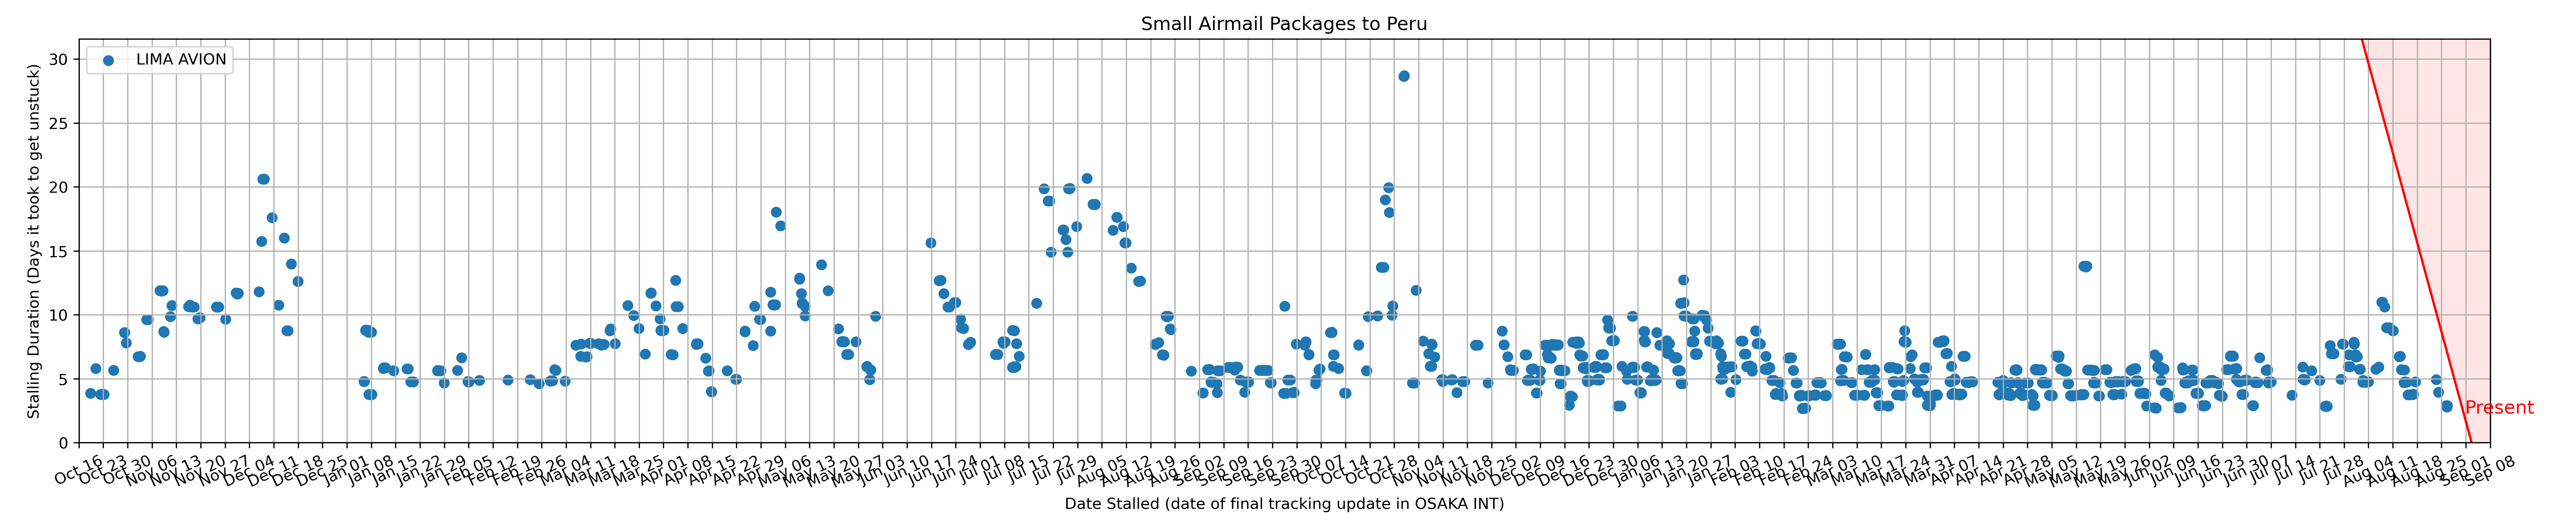 Small Airmail Packages to Peru
LIMA AVION
Stalling Duration (Days it took to get unstuck)
30
25
20
15
10
5
0
Present
Oct 16
Oct 23
Oct 30
Nov 06
Nov 13
Nov 20
Nov 27
Dec 04
Dec 11
Dec 18
Dec 25
Jan 01
Jan 08
Jan 15
Jan 22
Jan 29
Feb 05
Feb 12
Feb 19
Feb 26
Mar 04
Mar 11
Mar 18
Mar 25
Apr 01
Apr 08
Apr 15
Apr 22
Apr 29
May 06
May 13
May 20
May 27
Jun 03
Jun 10
Jun 17
Jun 24
Jul 01
Jul 08
Jul 15
Jul 22
Jul 29
Aug 05
Aug 12
Aug 19
Aug 26
Sep 02
Sep 09
Sep 16
Sep 23
Sep 30
Oct 07
Oct 14
Oct 21
Oct 28
Nov 04
Nov 11
Nov 18
Nov 25
Dec 02
Dec 09
Dec 16
Dec 23
Dec 30
Jan 06
Jan 13
Jan 20
Jan 27
Feb 03
Feb 10
Feb 17
Feb 24
Mar 03
Mar 10
Mar 17
Mar 24
Mar 31
Apr 07
Apr 14
Apr 21
Apr 28
May 05
May 12
May 19
May 26
Jun 02
Jun 09
Jun 16
Jun 23
Jun 30
Jul 07
Jul 14
Jul 21
Jul 28
Aug 04
Aug 11
Aug 18
Aug 25
Sep 01
Sep 08
Date Stalled (date of final tracking update in OSAKA INT)